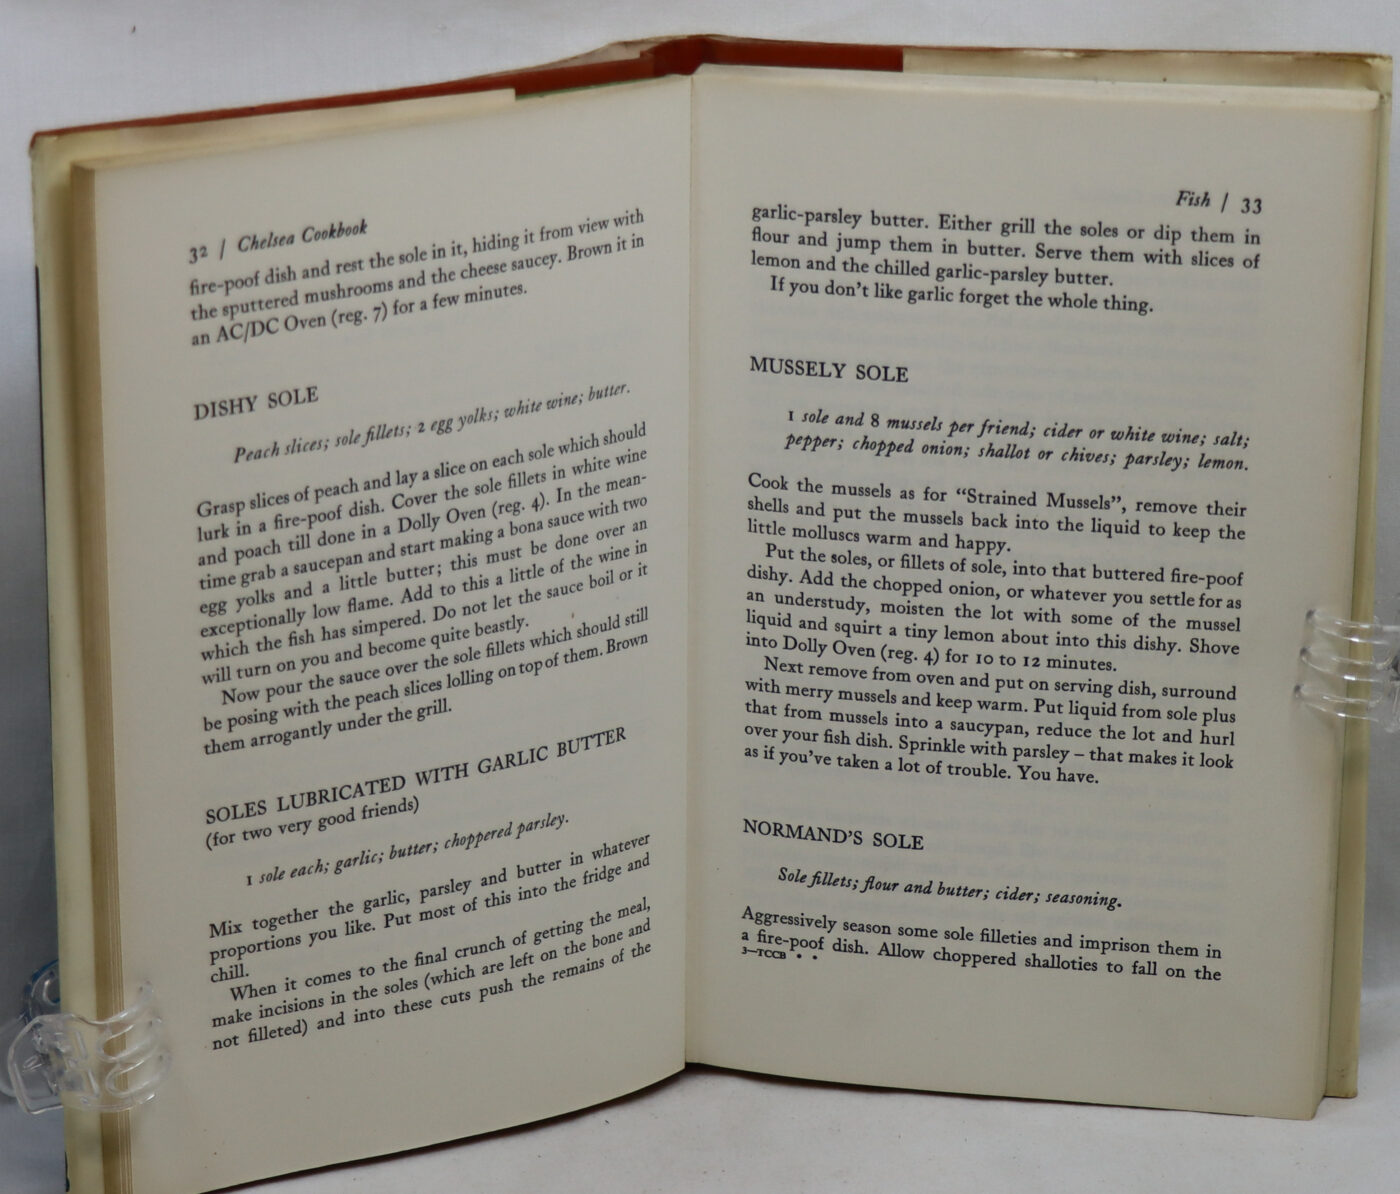 32 / Chelsea Cookbook
fire-poof dish and rest the sole in it, hiding it from view with
the sputtered mushrooms and the cheese saucey. Brown it in
an AC/DC Oven (reg. 7) for a few minutes.
DISHY SOLE
Peach slices; sole fillets; 2 egg yolks; white wine; butter.
Grasp slices of peach and lay a slice on each sole which should
lurk in a fire-poof dish. Cover the sole fillets in white wine
and poach till done in a Dolly Oven (reg. 4). In the mean-
time grab a saucepan and start making a bona sauce with two
egg yolks and a little butter; this must be done over an
exceptionally low flame. Add to this a little of the wine in
which the fish has simpered. Do not let the sauce boil or it
will turn on you and become quite beastly.
Now pour the sauce over the sole fillets which should still
be posing with the peach slices lolling on top of them. Brown
them arrogantly under the grill.
SOLES LUBRICATED WITH GARLIC BUTTER
(for two very good friends)
1 sole each; garlic; butter; choppered parsley.
Mix together the garlic, parsley and butter in whatever
proportions you like. Put most of this into the fridge and
chill.
When it comes to the final crunch of getting the meal,
make incisions in the soles (which are left on the bone and
not filleted) and into these cuts push the remains of the
Fish / 33
garlic-parsley butter. Either grill the soles or dip them in
flour and jump them in butter. Serve them with slices of
lemon and the chilled garlic-parsley butter.
If you don't like garlic forget the whole thing.
MUSSELY SOLE
1 sole and 8 mussels per friend; cider or white wine; salt;
pepper; chopped onion; shallot or chives; parsley; lemon.
Cook the mussels as for “Strained Mussels”, remove their
shells and put the mussels back into the liquid to keep the
little molluscs warm and happy.
Put the soles, or fillets of sole, into that buttered fire-poof
dishy. Add the chopped onion, or whatever you settle for as
an understudy, moisten the lot with some of the mussel
liquid and squirt a tiny lemon about into this dishy. Shove
into Dolly Oven (reg. 4) for 10 to 12 minutes.
Next remove from oven and put on serving dish, surround
with merry mussels and keep warm. Put liquid from sole plus
that from mussels into a saucypan, reduce the lot and hurl
over your fish dish. Sprinkle with parsley – that makes it look
as if you've taken a lot of trouble. You have.
NORMAND'S SOLE
Sole fillets; flour and butter; cider; seasoning.
Aggressively season some sole filleties and imprison them in
a fire-poof dish. Allow choppered shalloties to fall on the
3—TCCB • •